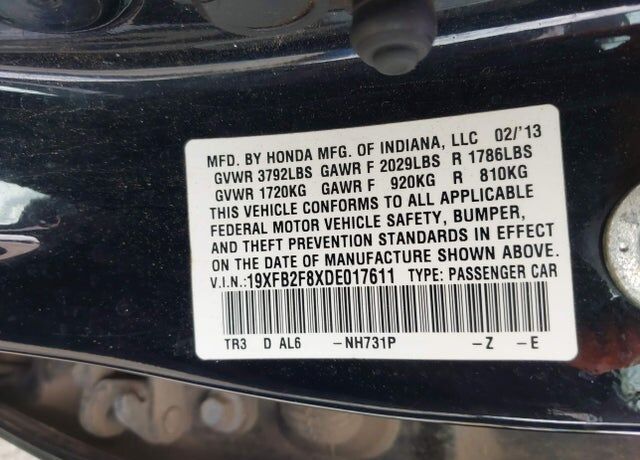 MFD. BY HONDA MFG. OF INDIANA, LLC 02/'13
GVWR 3792LBS GAWR F 2029LBS R 1786LBS
GVWR 1720KG GAWR F 920KG R 810KG
THIS VEHICLE CONFORMS TO ALL APPLICABLE
FEDERAL MOTOR VEHICLE SAFETY, BUMPER,
AND THEFT PREVENTION STANDARDS IN EFFECT
ON THE DATE OF MANUFACTURE SHOWN ABOVE.
V.I.N.:19XFB2F8XDE017611 TYPE: PASSENGER CAR
TR3 D AL6 -NH731P -Z -E